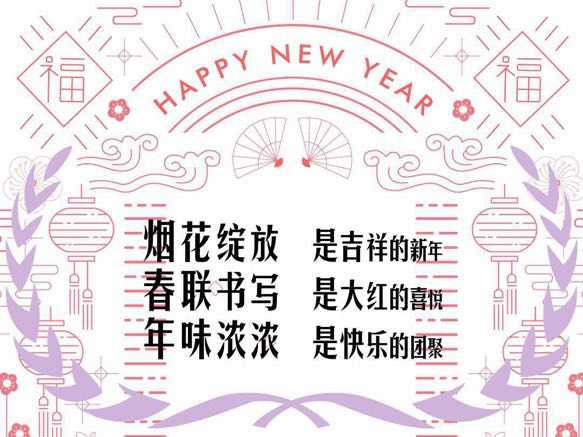 福
HAPPY NEW YEAR
福
烟花绽放 是吉祥的新年
春联书写 是大红的喜悦
年味浓浓 是快乐的团聚